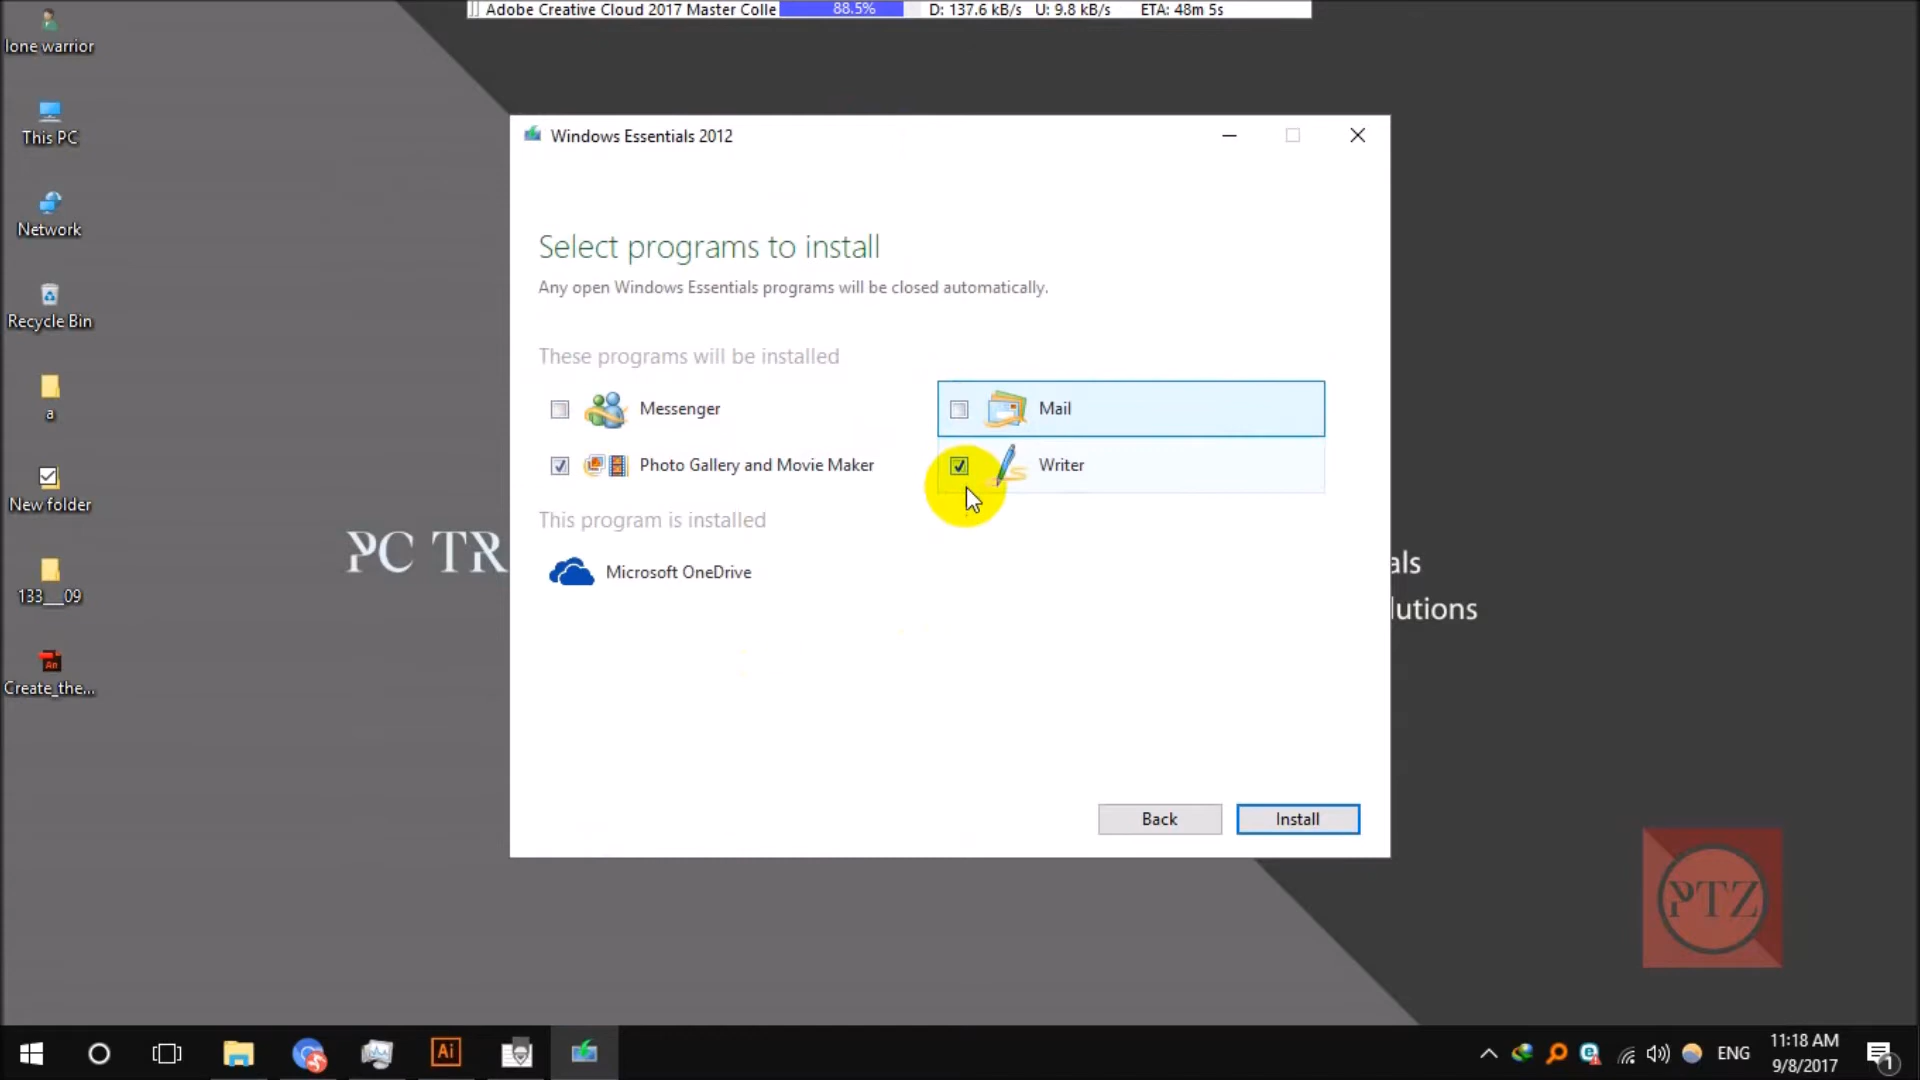 Adobe Creative Cloud 2017 Master Colle 88.5% D: 137.6 kB/s U: 9.8 kB/s ETA: 48m 5s
lone warrior
This PC
Network
Recycle Bin
a
New folder
133___09
An
Create_the...
Windows Essentials 2012
Select programs to install
Any open Windows Essentials programs will be closed automatically.
These programs will be installed
Messenger
Mail
Photo Gallery and Movie Maker
Writer
This program is installed
Microsoft OneDrive
Back
Install
PC TR
als
lutions
PTZ
Ai
ENG
11:18 AM
9/8/2017
1